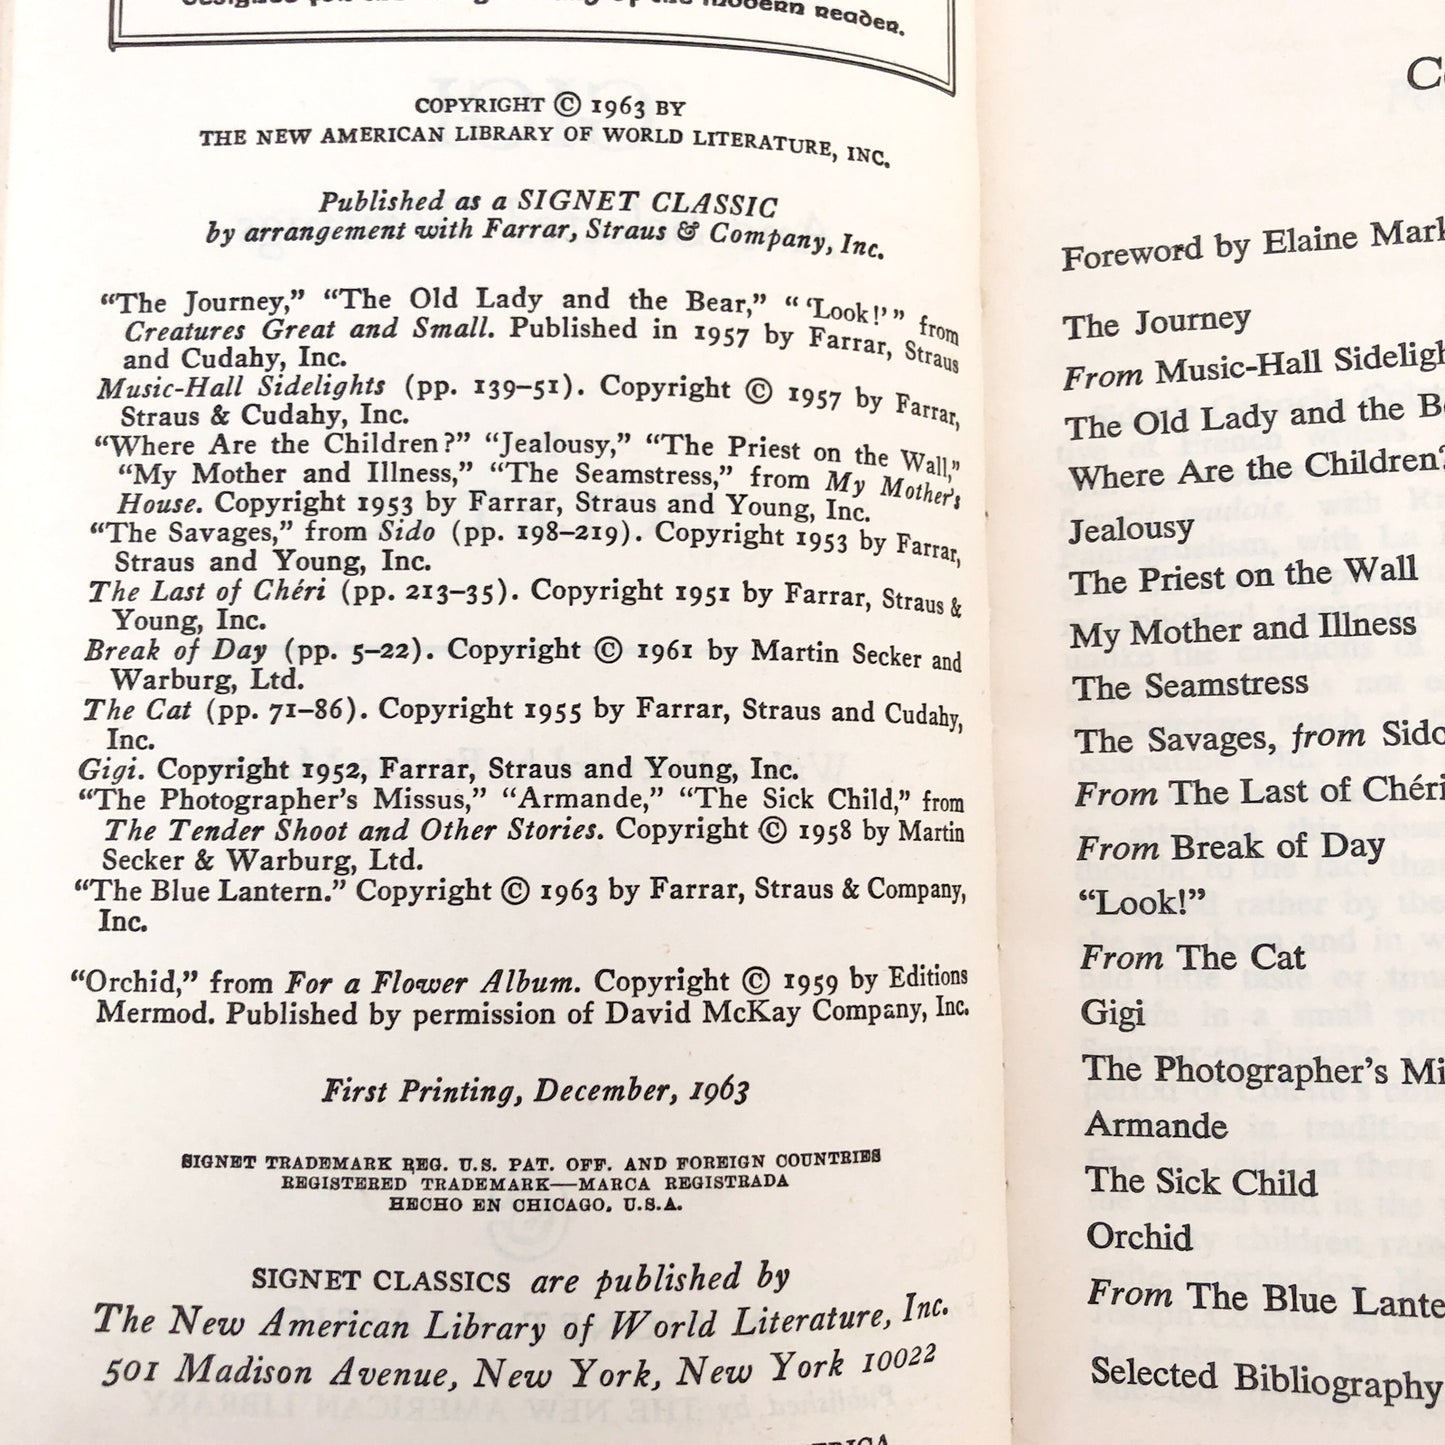 modern reader.
COPYRIGHT © 1963 BY
THE NEW AMERICAN LIBRARY OF WORLD LITERATURE, INC.
Published as a SIGNET CLASSIC
by arrangement with Farrar, Straus & Company, Inc.
“The Journey,” “The Old Lady and the Bear,” “ ‘Look!’ ” from
Creatures Great and Small. Published in 1957 by Farrar, Straus
and Cudahy, Inc.
Music-Hall Sidelights (pp. 139–51). Copyright © 1957 by Farrar,
Straus & Cudahy, Inc.
“Where Are the Children?” “Jealousy,” “The Priest on the Wall,”
“My Mother and Illness,” “The Seamstress,” from My Mother’s
House. Copyright 1953 by Farrar, Straus and Young, Inc.
“The Savages,” from Sido (pp. 198–219). Copyright 1953 by Farrar,
Straus and Young, Inc.
The Last of Chéri (pp. 213–35). Copyright 1951 by Farrar, Straus &
Young, Inc.
Break of Day (pp. 5–22). Copyright © 1961 by Martin Secker and
Warburg, Ltd.
The Cat (pp. 71–86). Copyright 1955 by Farrar, Straus and Cudahy,
Inc.
Gigi. Copyright 1952, Farrar, Straus and Young, Inc.
“The Photographer’s Missus,” “Armande,” “The Sick Child,” from
The Tender Shoot and Other Stories. Copyright © 1958 by Martin
Secker & Warburg, Ltd.
“The Blue Lantern.” Copyright © 1963 by Farrar, Straus & Company,
Inc.
“Orchid,” from For a Flower Album. Copyright © 1959 by Editions
Mermod. Published by permission of David McKay Company, Inc.
First Printing, December, 1963
SIGNET TRADEMARK REG. U.S. PAT. OFF. AND FOREIGN COUNTRIES
REGISTERED TRADEMARK—MARCA REGISTRADA
HECHO EN CHICAGO, U.S.A.
SIGNET CLASSICS are published by
The New American Library of World Literature, Inc.
501 Madison Avenue, New York, New York 10022
Foreword by Elaine Mark
The Journey
From Music-Hall Sideligh
The Old Lady and the Be
Where Are the Children?
Jealousy
The Priest on the Wall
My Mother and Illness
The Seamstress
The Savages, from Sido
From The Last of Chéri
From Break of Day
“Look!”
From The Cat
Gigi
The Photographer’s Mi
Armande
The Sick Child
Orchid
From The Blue Lante
Selected Bibliography